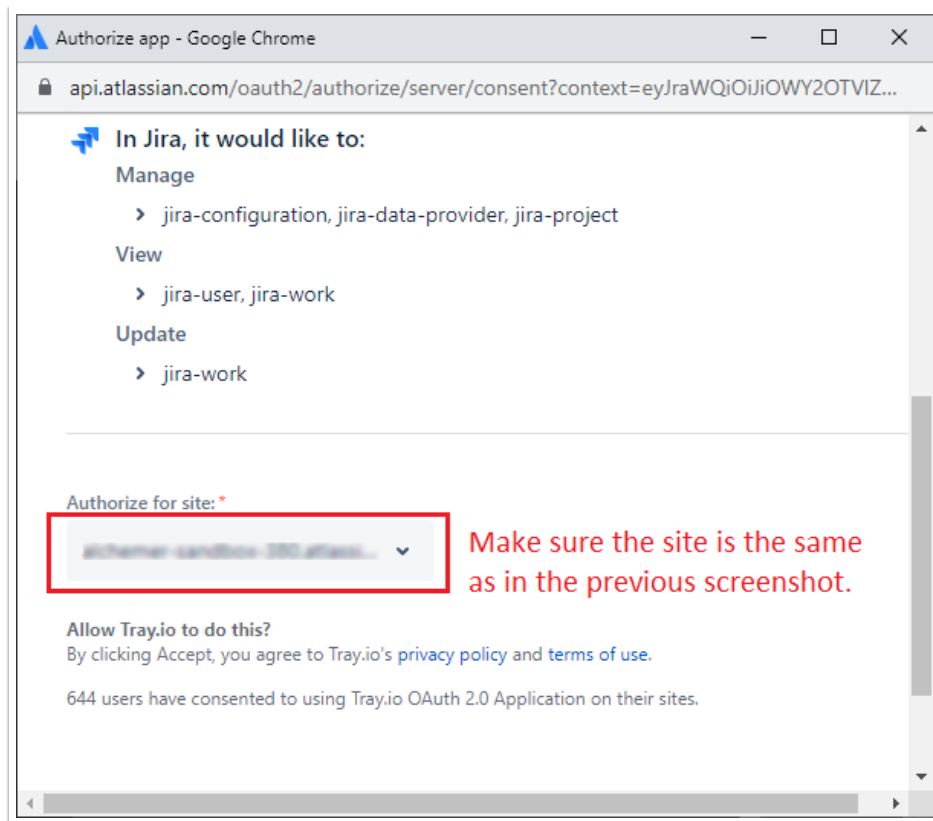 Authorize app - Google Chrome
api.atlassian.com/oauth2/authorize/server/consent?context=eyJraWQiOiJiOWY2OTVlZ...
In Jira, it would like to:
Manage
jira-configuration, jira-data-provider, jira-project
View
jira-user, jira-work
Update
jira-work
Authorize for site: *
Make sure the site is the same
as in the previous screenshot.
Allow Tray.io to do this?
By clicking Accept, you agree to Tray.io's privacy policy and terms of use.
644 users have consented to using Tray.io OAuth 2.0 Application on their sites.